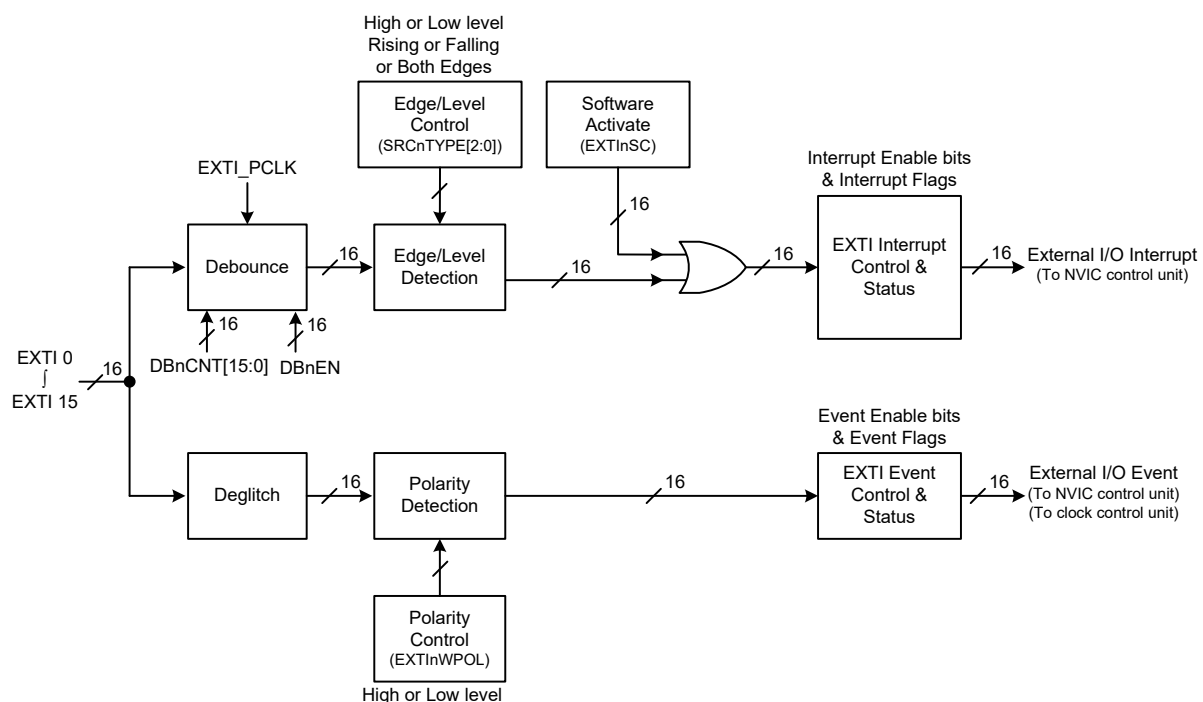 High or Low level
Rising or Falling
or Both Edges
Edge/Level
Control
(SRCnTYPE[2:0])
Software
Activate
(EXTInSC)
EXTI_PCLK
16
Interrupt Enable bits
& Interrupt Flags
Debounce
16
Edge/Level
Detection
16
16
EXTI Interrupt
Control &
Status
16
External I/O Interrupt
(To NVIC control unit)
16
16
DBnCNT[15:0]
DBnEN
EXTI 0
∫
EXTI 15
16
Event Enable bits
& Event Flags
Deglitch
16
Polarity
Detection
16
EXTI Event
Control &
Status
16
External I/O Event
(To NVIC control unit)
(To clock control unit)
Polarity
Control
(EXTInWPOL)
High or Low level